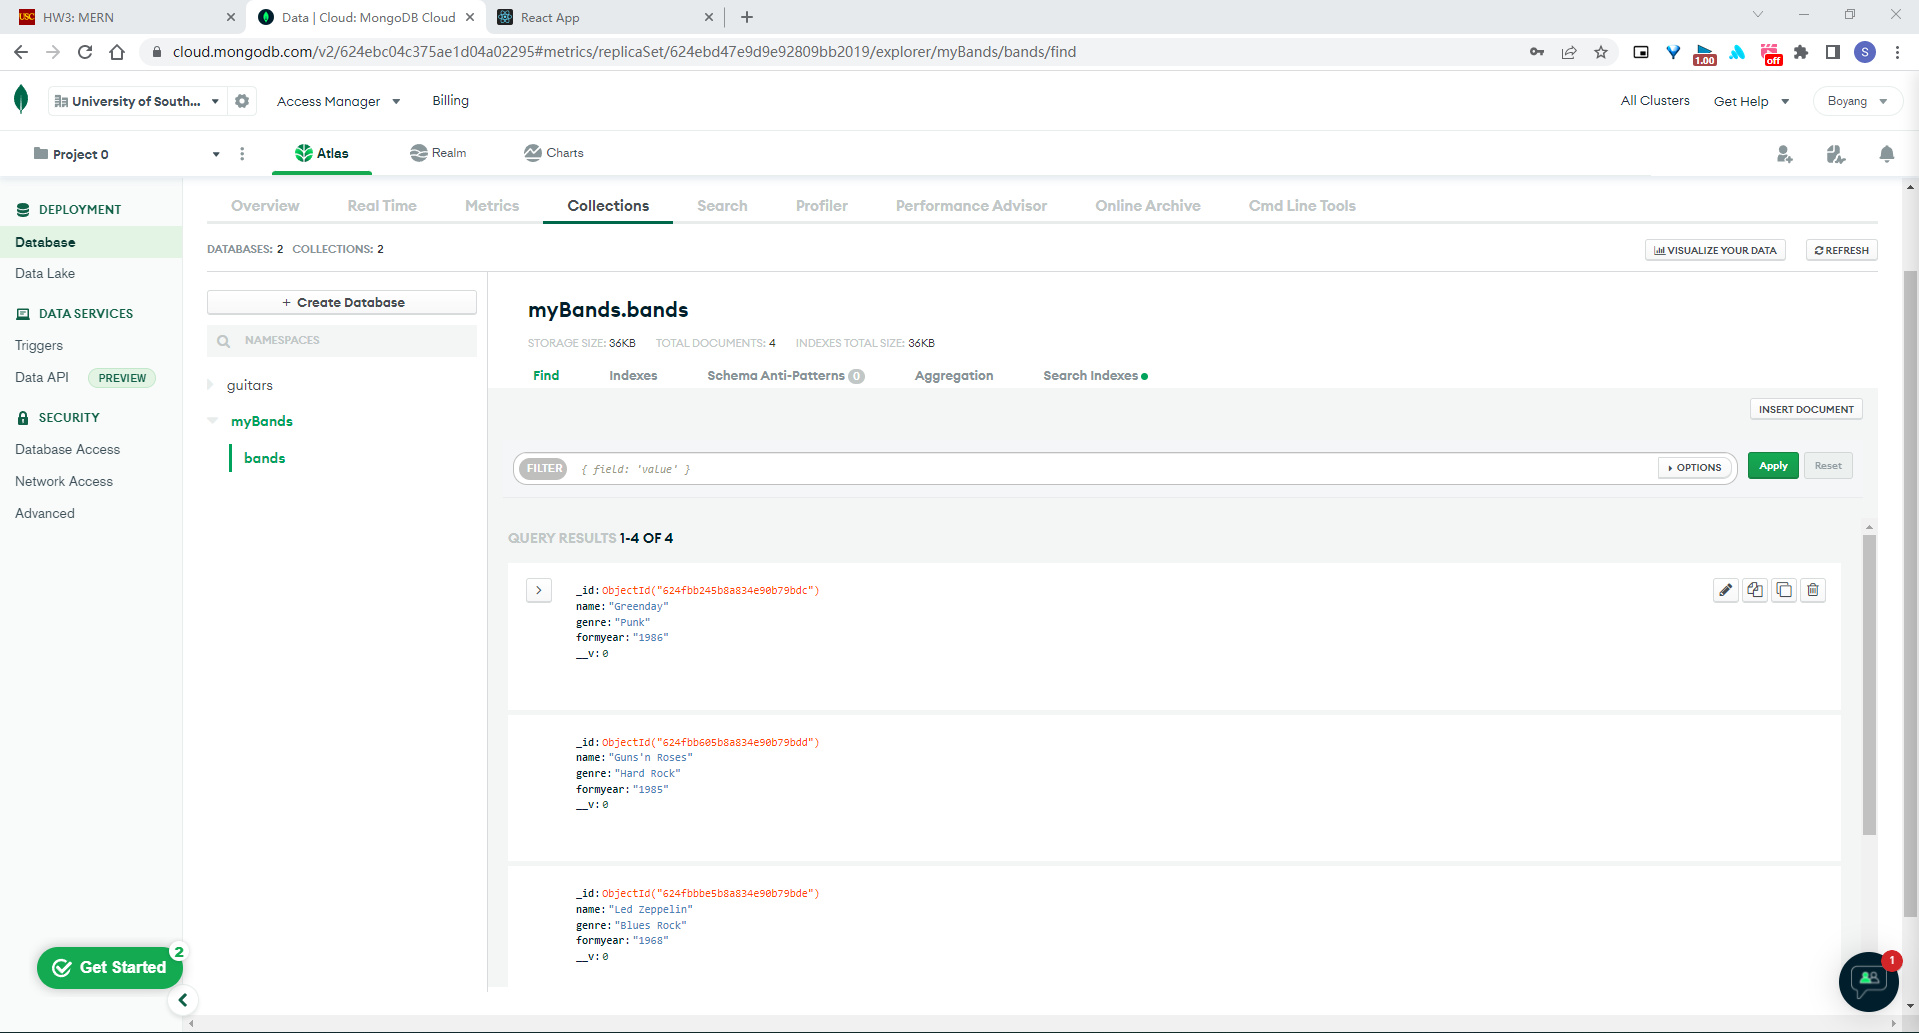 HW3: MERN
Data | Cloud: MongoDB Cloud
React App
cloud.mongodb.com/v2/624ebc04c375ae1d04a02295#metrics/replicaSet/624ebd47e9d9e92809bb2019/explorer/myBands/bands/find
1.00
off
S
University of South...
Access Manager
Billing
All Clusters
Get Help
Boyang
Project 0
Atlas
Realm
Charts
DEPLOYMENT
Database
Data Lake
DATA SERVICES
Triggers
Data API PREVIEW
SECURITY
Database Access
Network Access
Advanced
Get Started
2
Overview
Real Time
Metrics
Collections
Search
Profiler
Performance Advisor
Online Archive
Cmd Line Tools
DATABASES: 2 COLLECTIONS: 2
VISUALIZE YOUR DATA
REFRESH
+ Create Database
NAMESPACES
guitars
myBands
bands
myBands.bands
STORAGE SIZE: 36KB TOTAL DOCUMENTS: 4 INDEXES TOTAL SIZE: 36KB
Find
Indexes
Schema Anti-Patterns 0
Aggregation
Search Indexes
INSERT DOCUMENT
FILTER { field: 'value' }
OPTIONS
Apply
Reset
QUERY RESULTS 1-4 OF 4
_id: ObjectId("624fbb245b8a834e90b79bdc")
name: "Greenday"
genre: "Punk"
formyear: "1986"
__v: 0
_id: ObjectId("624fbb605b8a834e90b79bdd")
name: "Guns'n Roses"
genre: "Hard Rock"
formyear: "1985"
__v: 0
_id: ObjectId("624fbbbe5b8a834e90b79bde")
name: "Led Zeppelin"
genre: "Blues Rock"
formyear: "1968"
__v: 0
1